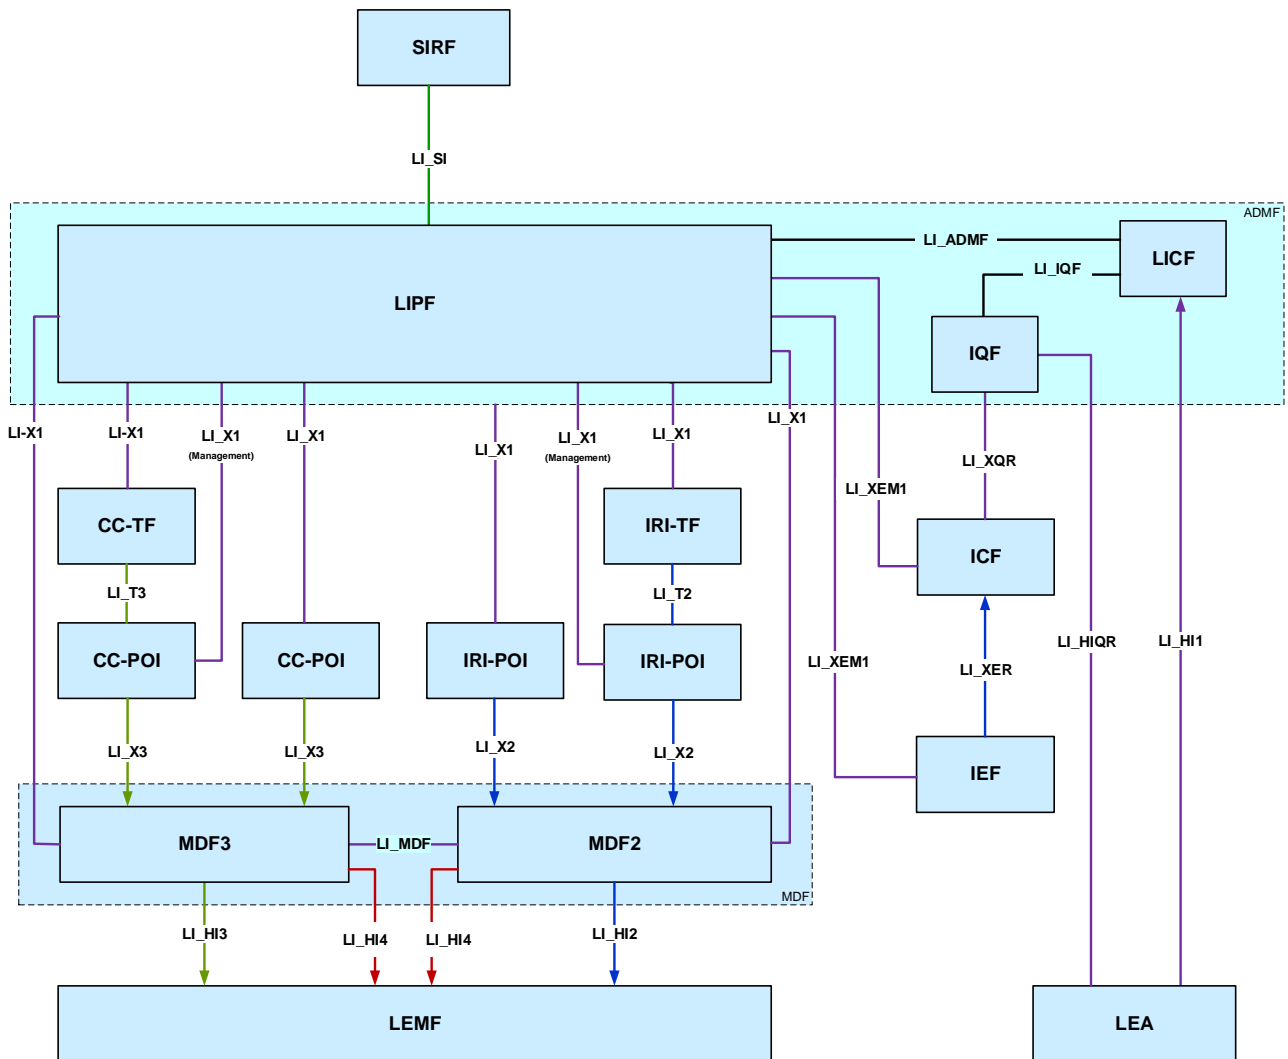 SIRF
LI_SI
ADMF
LI_ADMF
LICF
LI_IQF
LIPF
IQF
LI-X1
LI-X1
LI_X1
(Management)
LI_X1
LI_X1
LI_X1
(Management)
LI_X1
LI_X1
LI_XQR
LI_XEM1
CC-TF
IRI-TF
ICF
LI_T3
LI_T2
LI_HIQR
LI_HI1
CC-POI
CC-POI
IRI-POI
IRI-POI
LI_XEM1
LI_XER
LI_X3
LI_X3
LI_X2
LI_X2
IEF
MDF3
LI_MDF
MDF2
MDF
LI_HI3
LI_HI4
LI_HI4
LI_HI2
LEMF
LEA